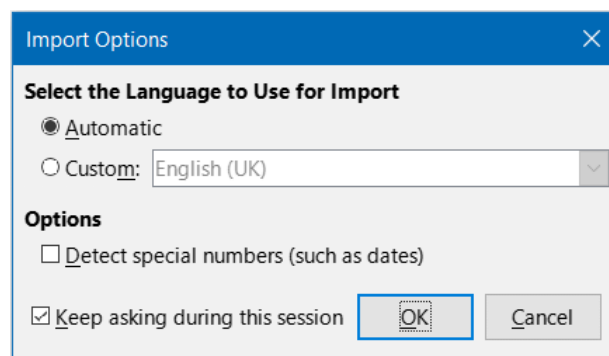 Import Options
Select the Language to Use for Import
Automatic
Custom: English (UK)
Options
Detect special numbers (such as dates)
Keep asking during this session OK Cancel